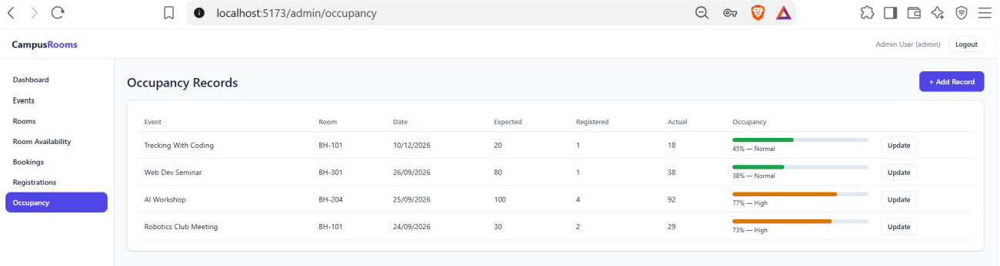 localhost:5173/admin/occupancy
CampusRooms
Admin User (admin) Logout
Dashboard
Events
Rooms
Room Availability
Bookings
Registrations
Occupancy
Occupancy Records
+ Add Record
Event Room Date Expected Registered Actual Occupancy
Trecking With Coding BH-101 10/12/2026 20 1 18 45% — Normal Update
Web Dev Seminar BH-301 26/09/2026 80 1 38 38% — Normal Update
AI Workshop BH-204 25/09/2026 100 4 92 77% — High Update
Robotics Club Meeting BH-101 24/09/2026 30 2 29 73% — High Update